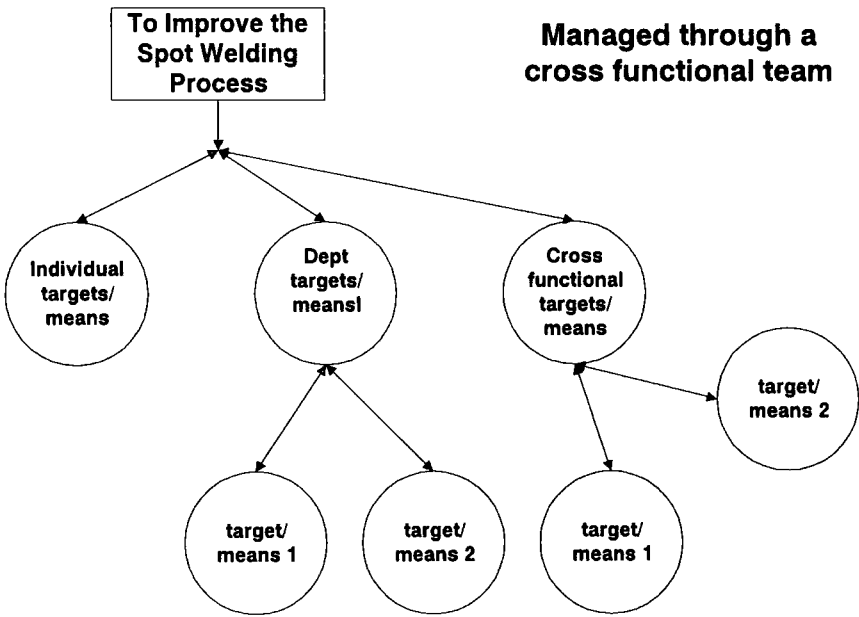 To Improve the
Spot Welding
Process
Managed through a
cross functional team
Individual
targets/
means
Dept
targets/
meansl
Cross
functional
targets/
means
target/
means 2
target/
means 1
target/
means 2
target/
means 1